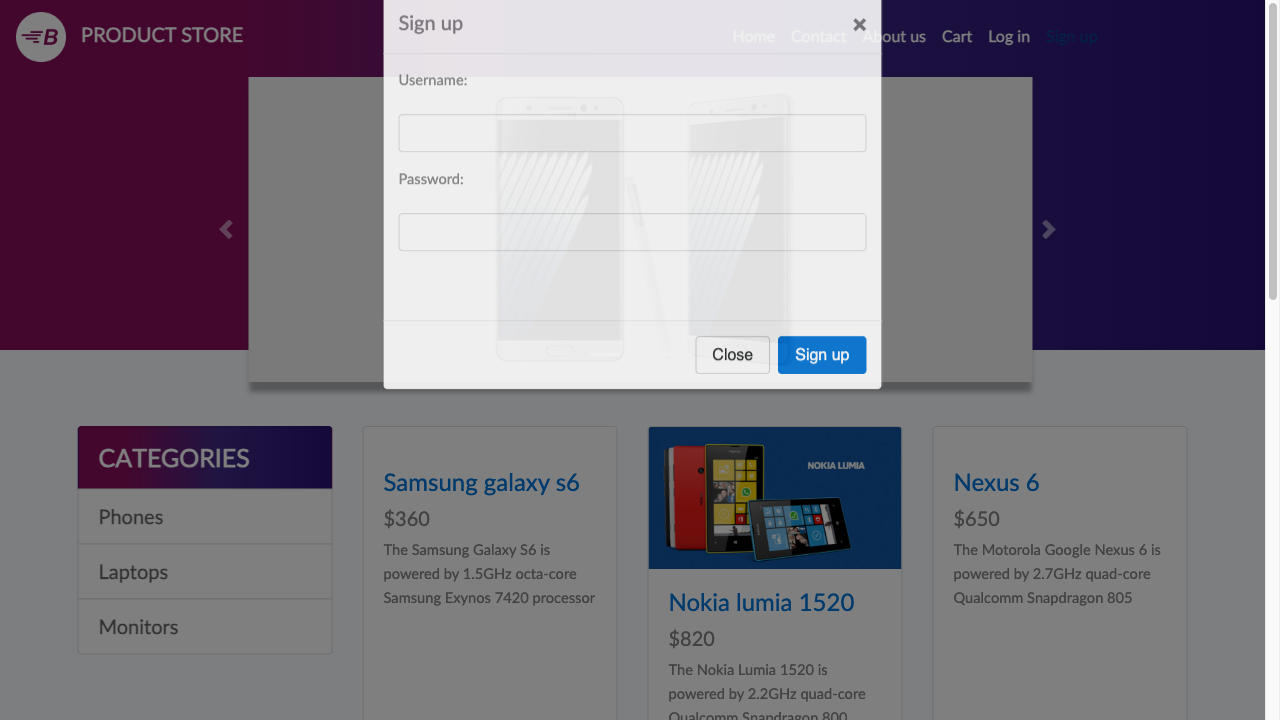 PRODUCT STORE
Home Contact About us Cart Log in Sign up
Sign up
×
Username:
Password:
Close
Sign up
CATEGORIES
Phones
Laptops
Monitors
Samsung galaxy s6
$360
The Samsung Galaxy S6 is
powered by 1.5GHz octa-core
Samsung Exynos 7420 processor
NOKIA LUMIA
Nokia lumia 1520
$820
The Nokia Lumia 1520 is
powered by 2.2GHz quad-core
Qualcomm Snapdragon 800
Nexus 6
$650
The Motorola Google Nexus 6 is
powered by 2.7GHz quad-core
Qualcomm Snapdragon 805